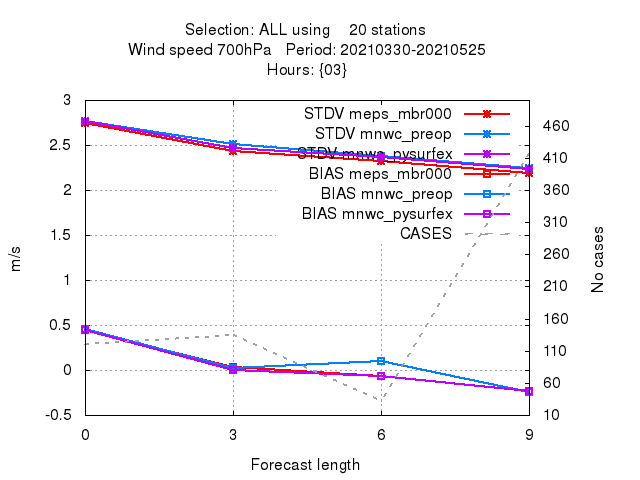 Selection: ALL using 20 stations
Wind speed 700hPa Period: 20210330-20210525
Hours: {03}
3
2.5
2
1.5
1
0.5
0
-0.5
m/s
STDV meps_mbr000
STDV mnwc_preop
STDV mnwc_pysurfex
BIAS meps_mbr000
BIAS mnwc_preop
BIAS mnwc_pysurfex
CASES
460
410
360
310
260
210
160
110
60
10
No cases
0 3 6 9
Forecast length